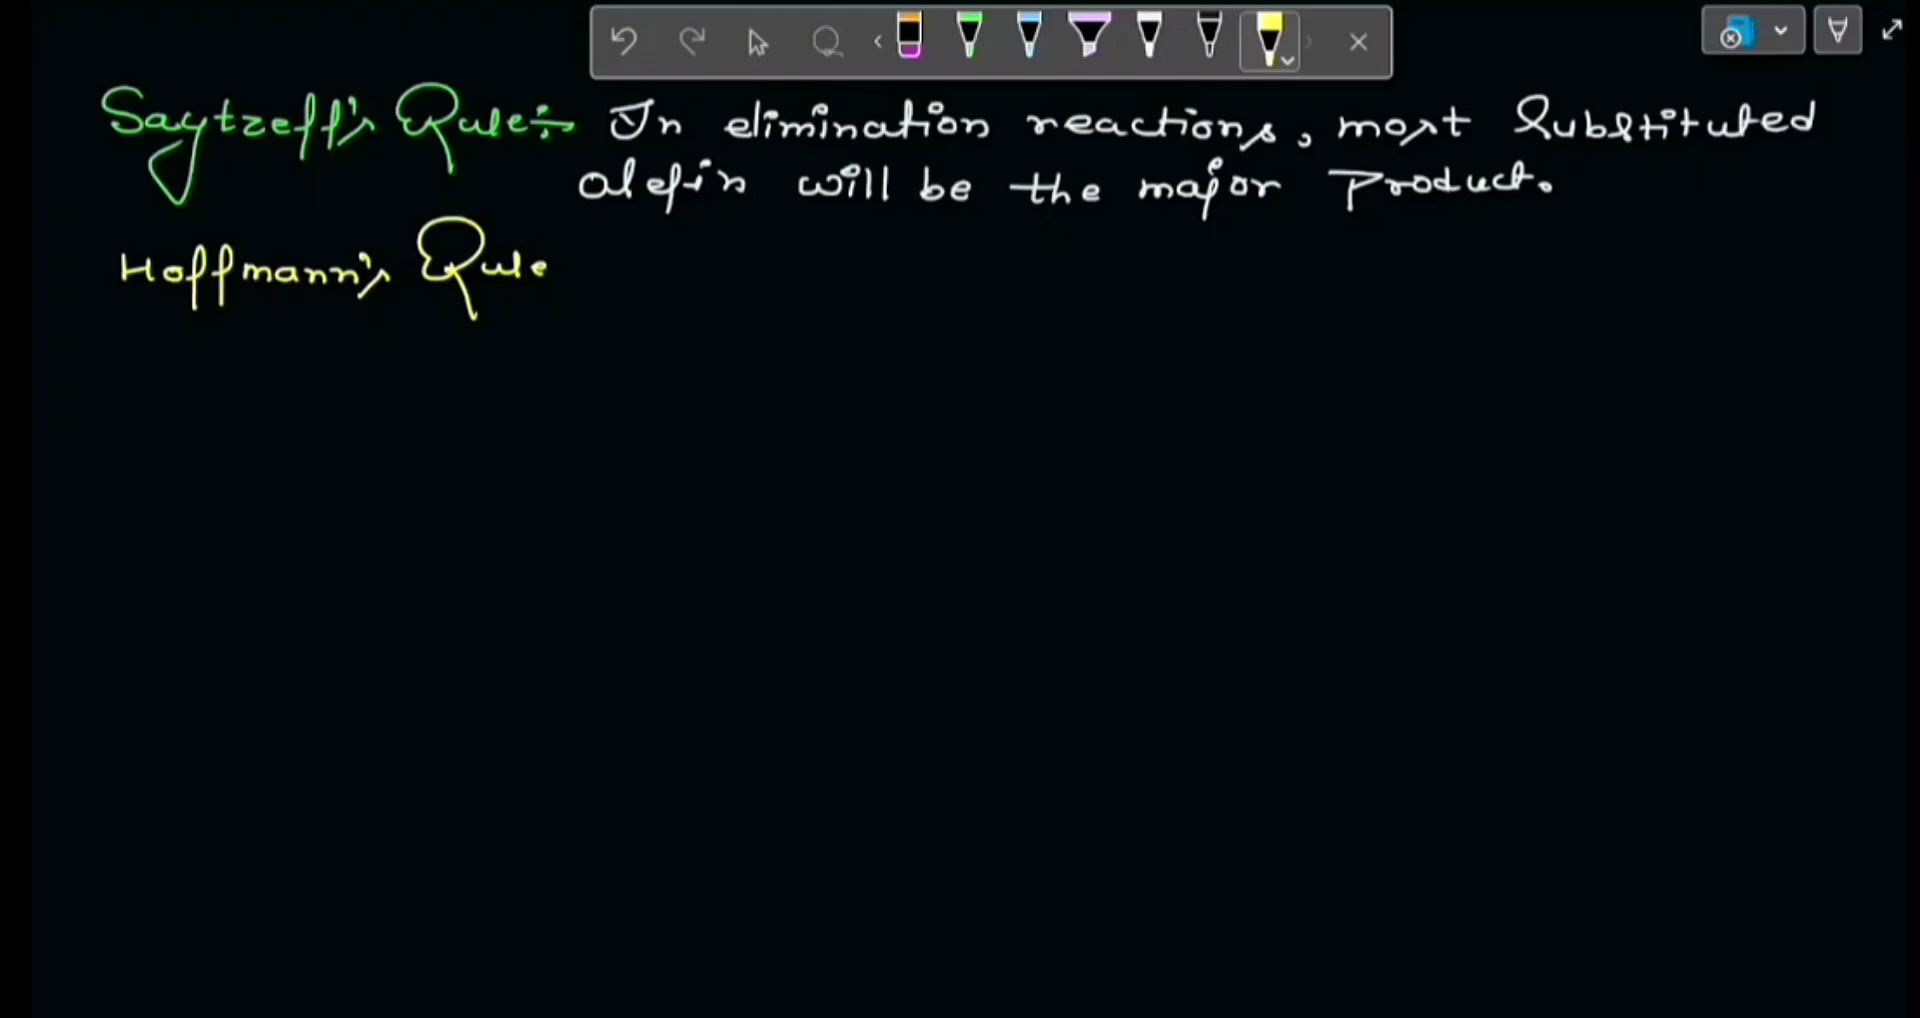 Saytzeff's Rule:- In elimination reactions, most Substituted
olefin will be the major Product.
Hoffmann's Rule